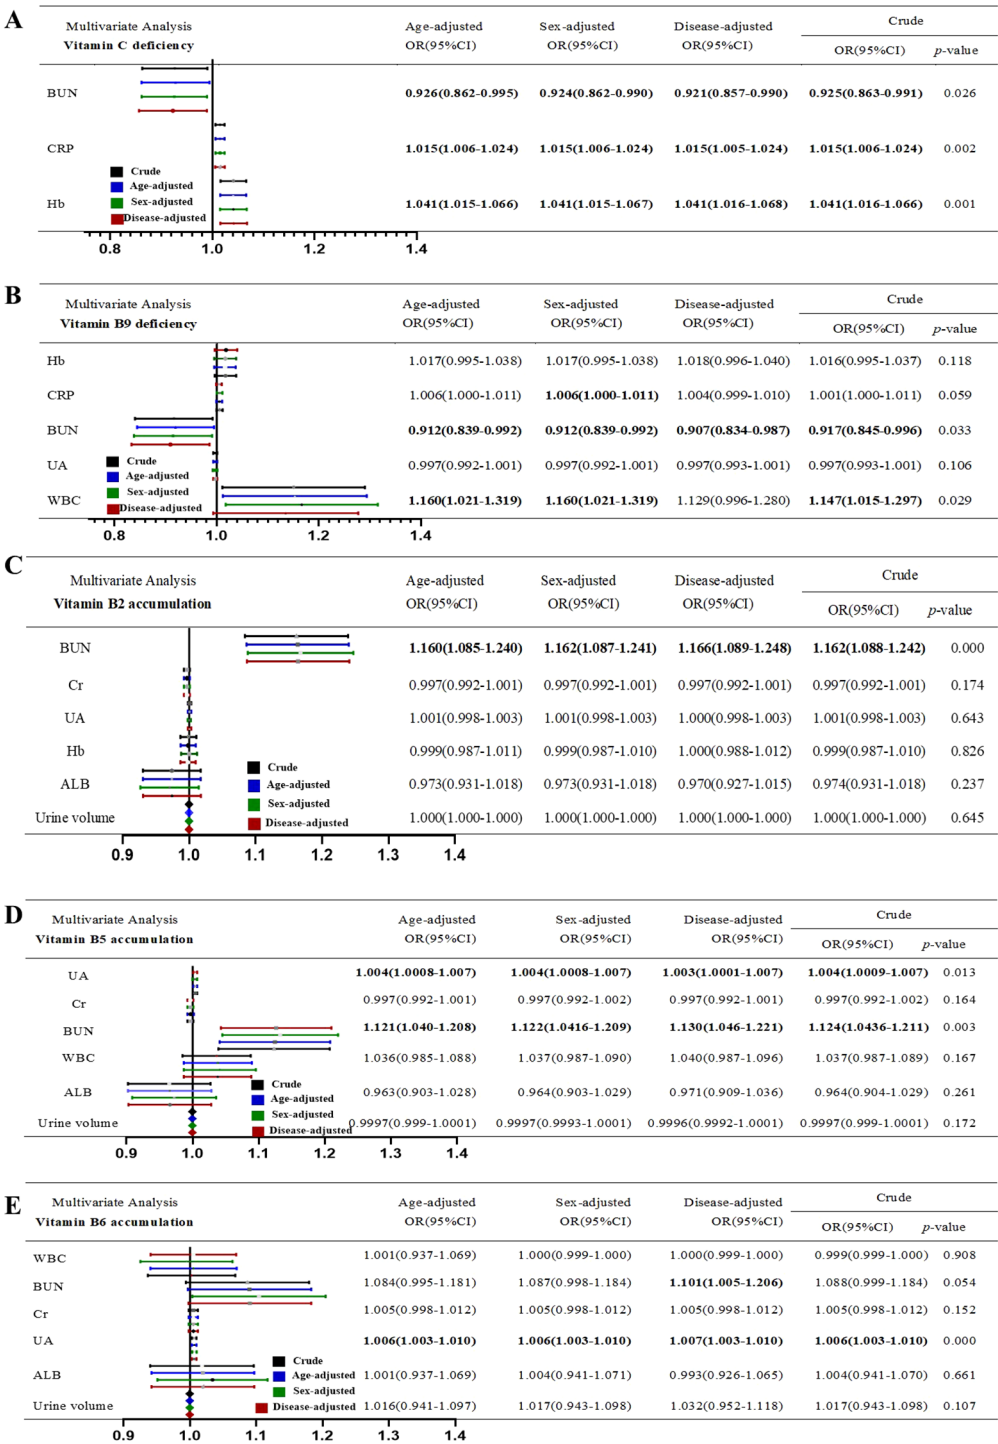 A
Multivariate Analysis Age-adjusted Sex-adjusted Disease-adjusted Crude
Vitamin C deficiency OR(95%CI) OR(95%CI) OR(95%CI) OR(95%CI) p-value
BUN 0.926(0.862-0.995) 0.924(0.862-0.990) 0.921(0.857-0.990) 0.925(0.863-0.991) 0.026
CRP 1.015(1.006-1.024) 1.015(1.006-1.024) 1.015(1.005-1.024) 1.015(1.006-1.024) 0.002
Crude
Age-adjusted
Sex-adjusted
Hb 1.041(1.015-1.066) 1.041(1.015-1.067) 1.041(1.016-1.068) 1.041(1.016-1.066) 0.001
Disease-adjusted
0.8 1.0 1.2 1.4
B
Multivariate Analysis Age-adjusted Sex-adjusted Disease-adjusted Crude
Vitamin B9 deficiency OR(95%CI) OR(95%CI) OR(95%CI) OR(95%CI) p-value
Hb 1.017(0.995-1.038) 1.017(0.995-1.038) 1.018(0.996-1.040) 1.016(0.995-1.037) 0.118
CRP 1.006(1.000-1.011) 1.006(1.000-1.011) 1.004(0.999-1.010) 1.001(1.000-1.011) 0.059
BUN 0.912(0.839-0.992) 0.912(0.839-0.992) 0.907(0.834-0.987) 0.917(0.845-0.996) 0.033
Crude
UA 0.997(0.992-1.001) 0.997(0.992-1.001) 0.997(0.993-1.001) 0.997(0.993-1.001) 0.106
Age-adjusted
Sex-adjusted
WBC 1.160(1.021-1.319) 1.160(1.021-1.319) 1.129(0.996-1.280) 1.147(1.015-1.297) 0.029
Disease-adjusted
0.8 1.0 1.2 1.4
C
Multivariate Analysis Age-adjusted Sex-adjusted Disease-adjusted Crude
Vitamin B2 accumulation OR(95%CI) OR(95%CI) OR(95%CI) OR(95%CI) p-value
BUN 1.160(1.085-1.240) 1.162(1.087-1.241) 1.166(1.089-1.248) 1.162(1.088-1.242) 0.000
Cr 0.997(0.992-1.001) 0.997(0.992-1.001) 0.997(0.992-1.001) 0.997(0.992-1.001) 0.174
UA 1.001(0.998-1.003) 1.001(0.998-1.003) 1.000(0.998-1.003) 1.001(0.998-1.003) 0.643
Hb 0.999(0.987-1.011) 0.999(0.987-1.010) 1.000(0.988-1.012) 0.999(0.987-1.010) 0.826
Crude
ALB 0.973(0.931-1.018) 0.973(0.931-1.018) 0.970(0.927-1.015) 0.974(0.931-1.018) 0.237
Age-adjusted
Sex-adjusted
Urine volume 1.000(1.000-1.000) 1.000(1.000-1.000) 1.000(1.000-1.000) 1.000(1.000-1.000) 0.645
Disease-adjusted
0.9 1.0 1.1 1.2 1.3 1.4
D
Multivariate Analysis Age-adjusted Sex-adjusted Disease-adjusted Crude
Vitamin B5 accumulation OR(95%CI) OR(95%CI) OR(95%CI) OR(95%CI) p-value
UA 1.004(1.0008-1.007) 1.004(1.0008-1.007) 1.003(1.0001-1.007) 1.004(1.0009-1.007) 0.013
Cr 0.997(0.992-1.001) 0.997(0.992-1.002) 0.997(0.992-1.001) 0.997(0.992-1.002) 0.164
BUN 1.121(1.040-1.208) 1.122(1.0416-1.209) 1.130(1.046-1.221) 1.124(1.0436-1.211) 0.003
WBC 1.036(0.985-1.088) 1.037(0.987-1.090) 1.040(0.987-1.096) 1.037(0.987-1.089) 0.167
Crude
ALB 0.963(0.903-1.028) 0.964(0.903-1.029) 0.971(0.909-1.036) 0.964(0.904-1.029) 0.261
Age-adjusted
Sex-adjusted
Urine volume 0.9997(0.999-1.0001) 0.9997(0.9993-1.0001) 0.9996(0.9992-1.0001) 0.9997(0.999-1.0001) 0.172
Disease-adjusted
0.9 1.0 1.1 1.2 1.3 1.4
E
Multivariate Analysis Age-adjusted Sex-adjusted Disease-adjusted Crude
Vitamin B6 accumulation OR(95%CI) OR(95%CI) OR(95%CI) OR(95%CI) p-value
WBC 1.001(0.937-1.069) 1.000(0.999-1.000) 1.000(0.999-1.000) 0.999(0.999-1.000) 0.908
BUN 1.084(0.995-1.181) 1.087(0.998-1.184) 1.101(1.005-1.206) 1.088(0.999-1.184) 0.054
Cr 1.005(0.998-1.012) 1.005(0.998-1.012) 1.005(0.998-1.012) 1.005(0.998-1.012) 0.152
UA 1.006(1.003-1.010) 1.006(1.003-1.010) 1.007(1.003-1.010) 1.006(1.003-1.010) 0.000
Crude
ALB 1.001(0.937-1.069) 1.004(0.941-1.071) 0.993(0.926-1.065) 1.004(0.941-1.070) 0.661
Age-adjusted
Sex-adjusted
Urine volume 1.016(0.941-1.097) 1.017(0.943-1.098) 1.032(0.952-1.118) 1.017(0.943-1.098) 0.107
Disease-adjusted
0.9 1.0 1.1 1.2 1.3 1.4